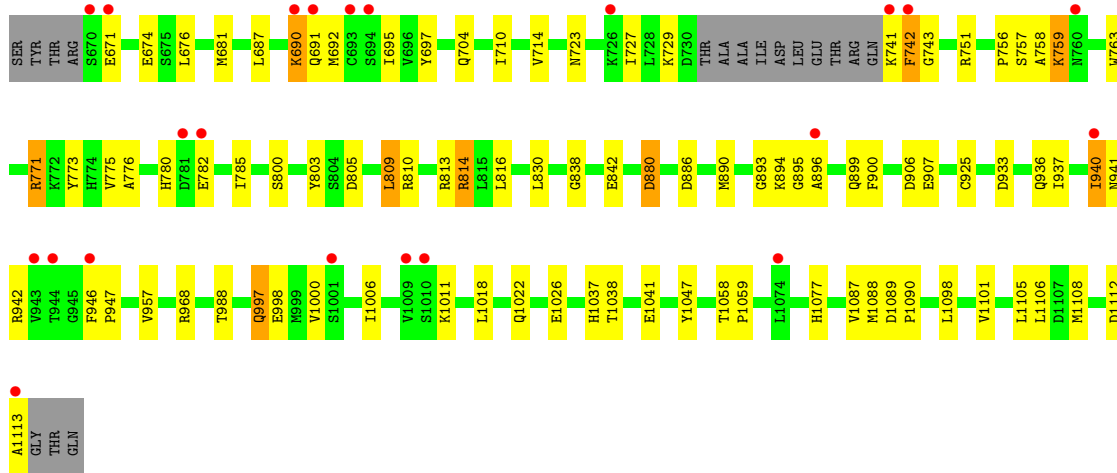 SER TYR THR ARG S670 E671 E674 S675 L676 M681 L687 K690 Q691 M692 C693 S694 I695 V696 Y697 Q704 I710 V714 N723 K726 I727 L728 K729 D730 THR ALA ALA ILE ASP LEU GLU THR ARG GLN K741 F742 G743 R751 P756 S757 A758 K759 N760 W763
R771 K772 Y773 H774 V775 A776 H780 D781 E782 I785 S800 Y803 S804 D805 L809 R810 R813 R814 L815 L816 L830 G838 E842 D880 D886 M890 G893 K894 G895 A896 Q899 F900 D906 E907 C925 D933 Q936 I937 I940 N941
R942 V943 T944 G945 F946 P947 V957 R968 T988 Q997 E998 M999 V1000 S1001 I1006 V1009 S1010 K1011 L1018 Q1022 E1026 H1037 T1038 E1041 Y1047 T1058 P1059 L1074 H1077 V1087 M1088 D1089 P1090 L1098 V1101 L1105 L1106 D1107 M1108 D1112
A1113 GLY THR GLN